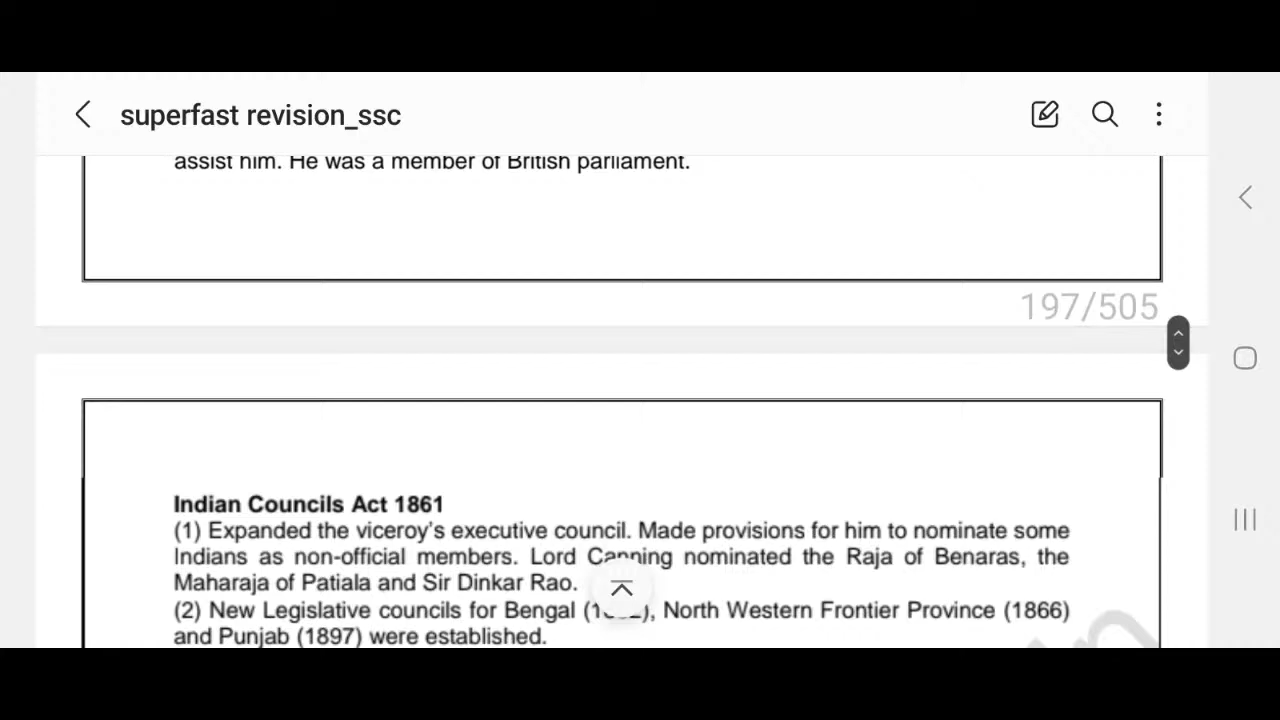 superfast revision_ssc
assist him. He was a member of British parliament.
197/505
Indian Councils Act 1861
(1) Expanded the viceroy's executive council. Made provisions for him to nominate some
Indians as non-official members. Lord Canning nominated the Raja of Benaras, the
Maharaja of Patiala and Sir Dinkar Rao.
(2) New Legislative councils for Bengal North Western Frontier Province (1866)
and Punjab (1897) were established.